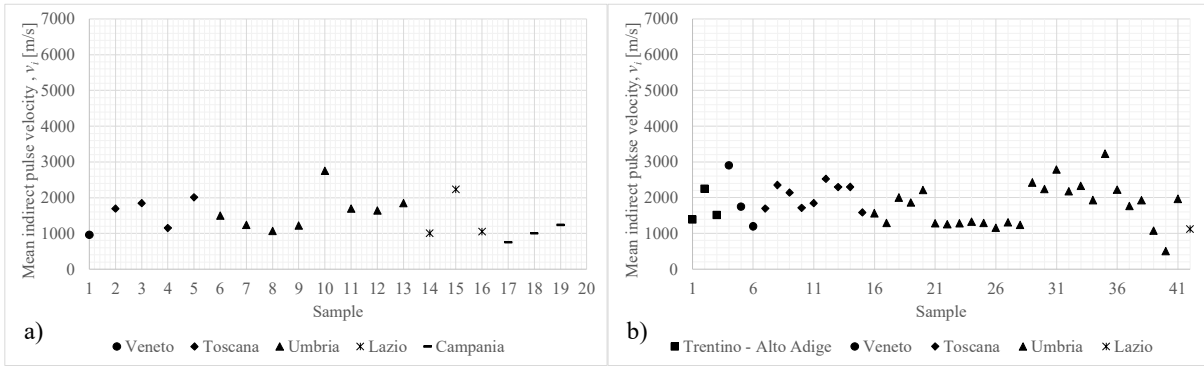 7000
6000
5000
4000
3000
2000
1000
0
Mean indirect pulse velocity , vi [m/s]
1 2 3 4 5 6 7 8 9 10 11 12 13 14 15 16 17 18 19 20
Sample
a)
Veneto Toscana Umbria Lazio Campania
7000
6000
5000
4000
3000
2000
1000
0
Mean indirect pukse velocity, vi [m/s]
1 6 11 16 21 26 31 36 41
Sample
b)
Trentino - Alto Adige Veneto Toscana Umbria Lazio